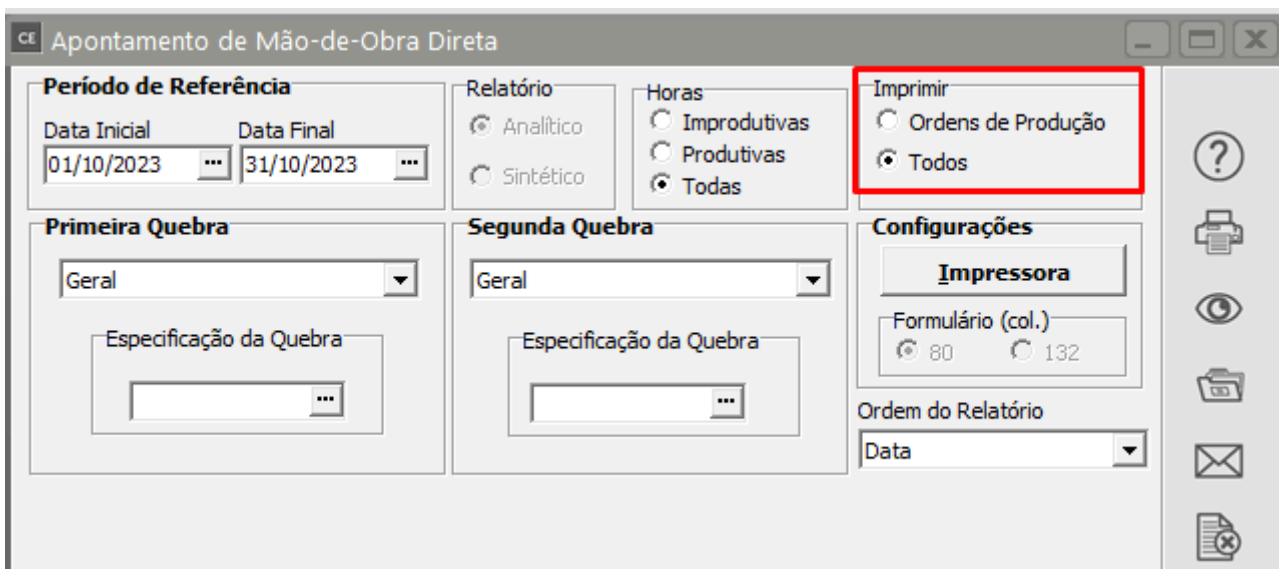 CE Apontamento de Mão-de-Obra Direta
Período de Referência
Data Inicial Data Final
01/10/2023 ... 31/10/2023 ...
Relatório
Analítico
Sintético
Horas
Improdutivas
Produtivas
Todas
Imprimir
Ordens de Produção
Todos
Primeira Quebra
Geral
Especificação da Quebra
...
Segunda Quebra
Geral
Especificação da Quebra
...
Configurações
Impressora
Formulário (col.)
80 132
Ordem do Relatório
Data